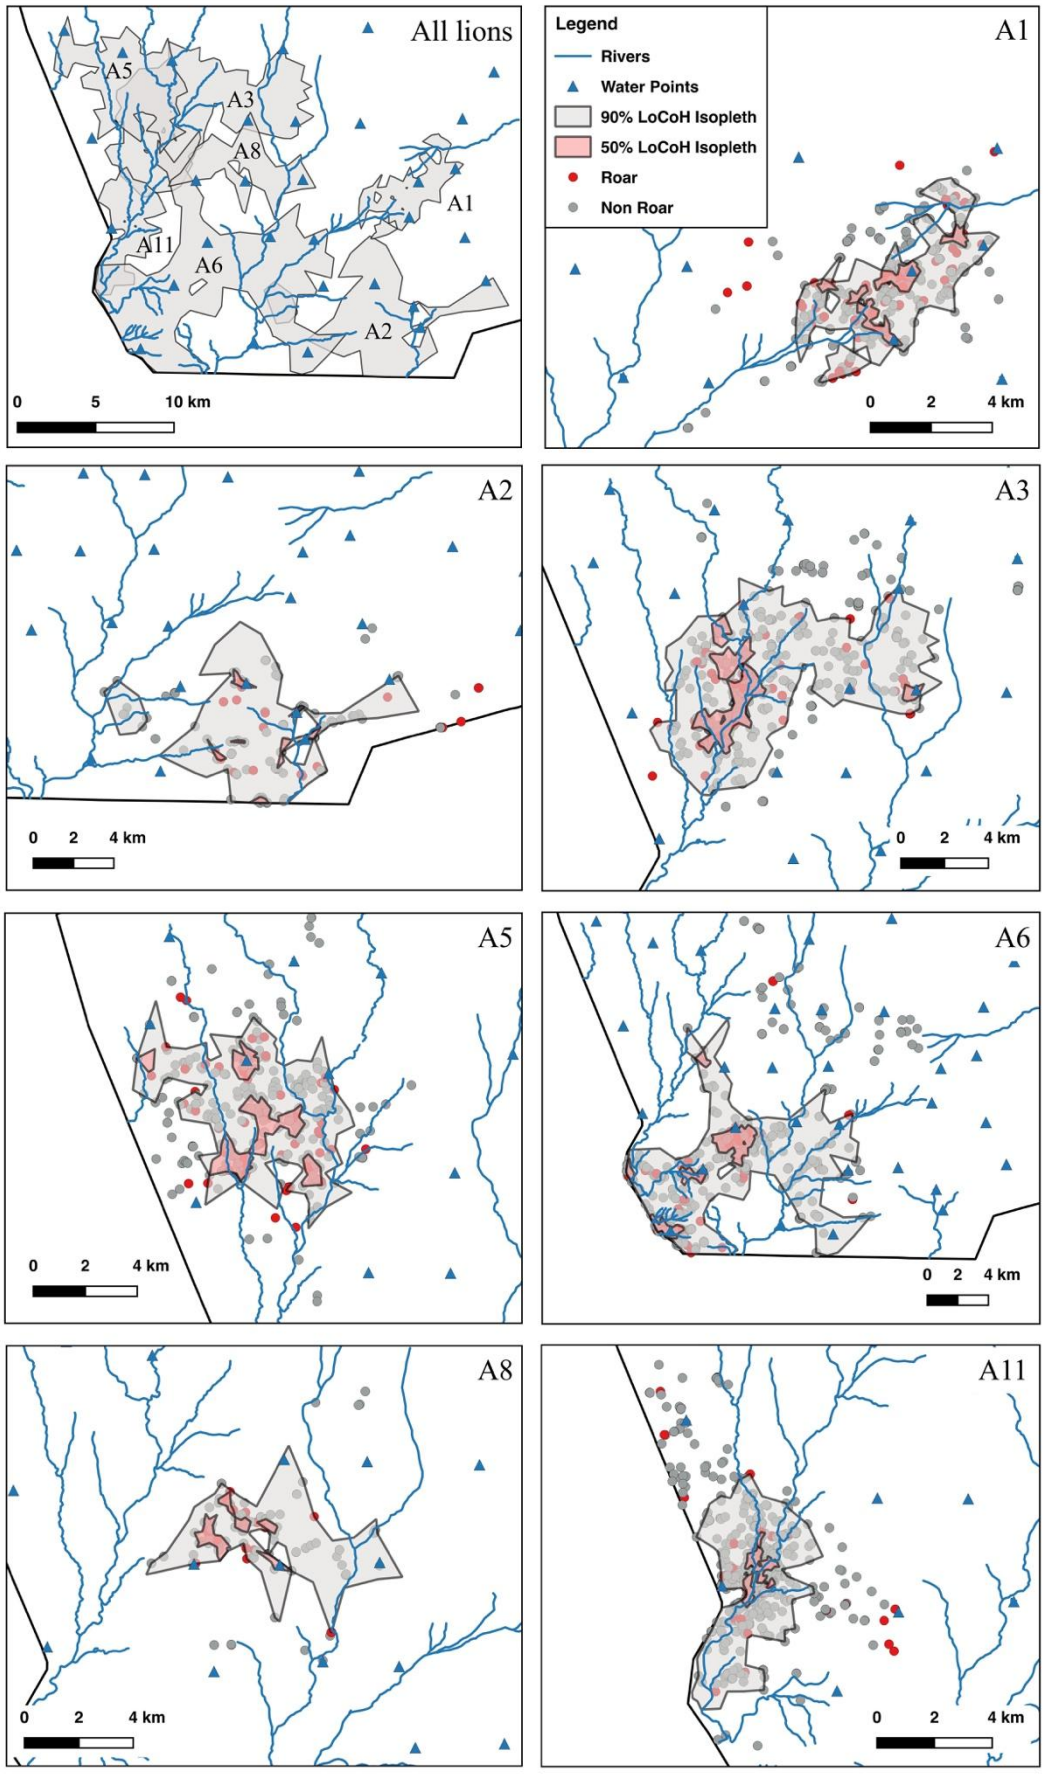 All lions
A5
A3
A8
A1
A11
A6
A2
0 5 10 km
A1
Legend
Rivers
Water Points
90% LoCoH Isopleth
50% LoCoH Isopleth
Roar
Non Roar
0 2 4 km
A2
0 2 4 km
A3
0 2 4 km
A5
0 2 4 km
A6
0 2 4 km
A8
0 2 4 km
A11
0 2 4 km